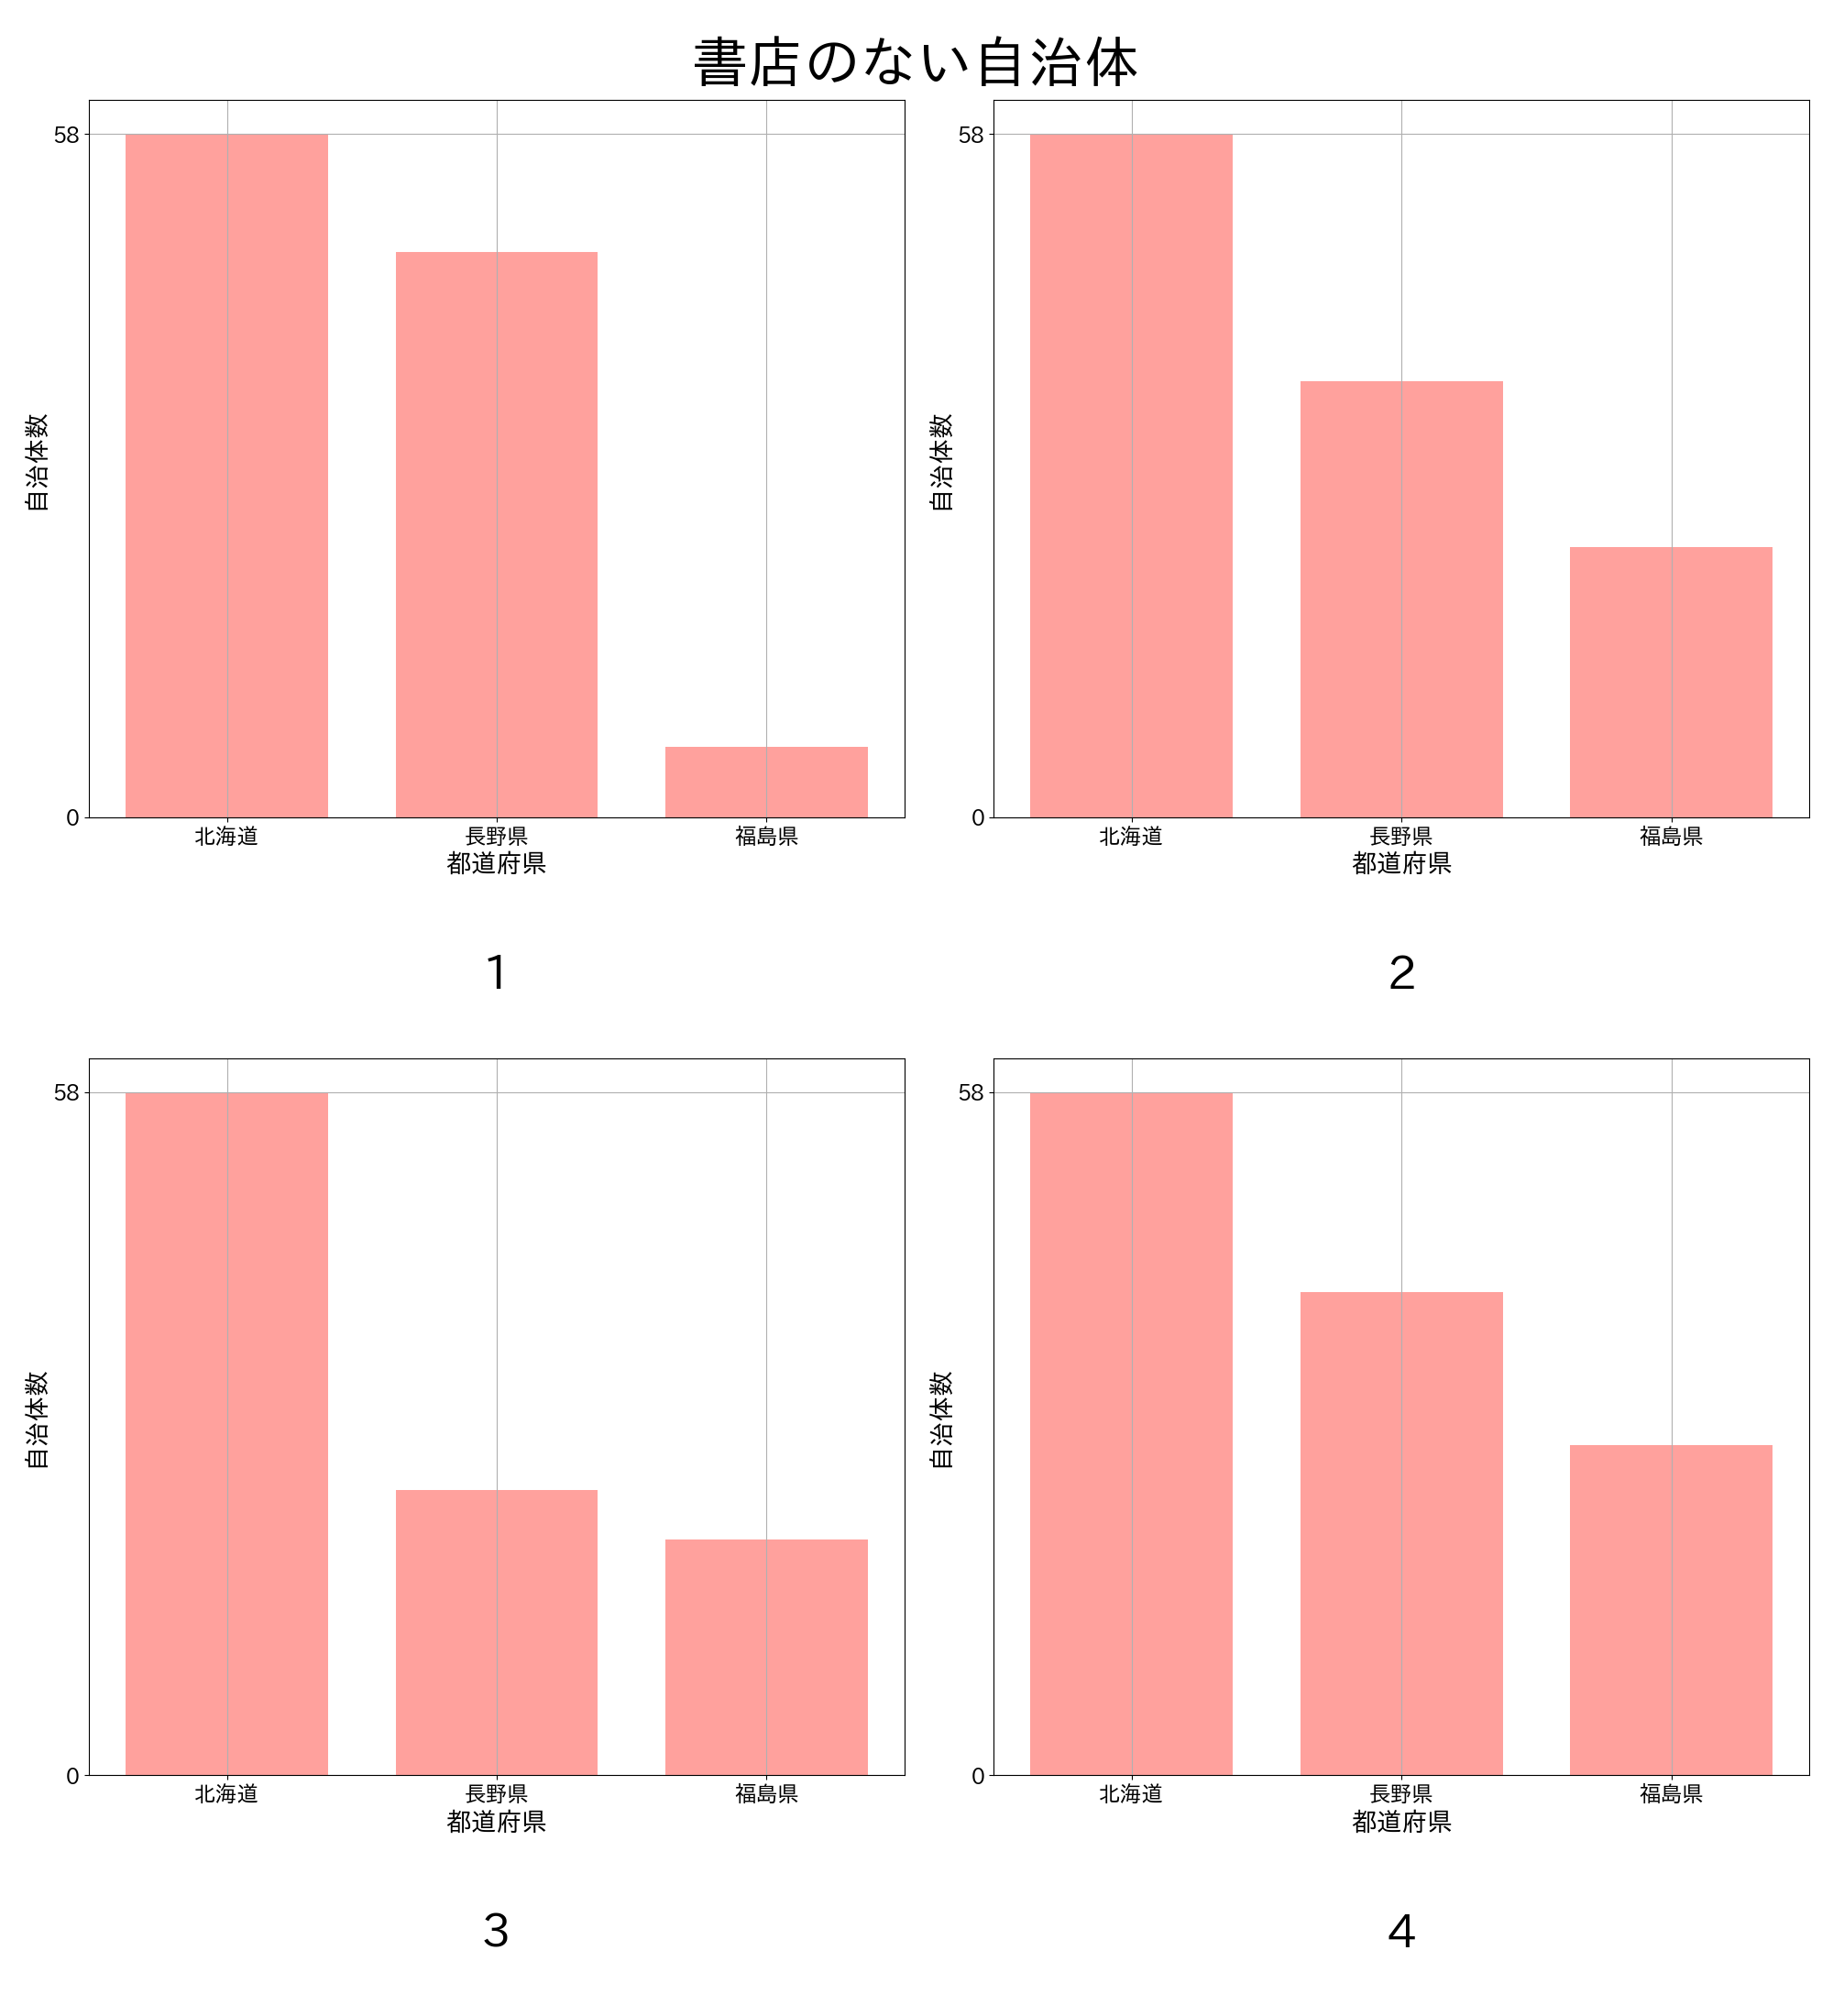 書店のない自治体
58
0
自治体数
北海道 長野県 福島県
都道府県
1
58
0
自治体数
北海道 長野県 福島県
都道府県
2
58
0
自治体数
北海道 長野県 福島県
都道府県
3
58
0
自治体数
北海道 長野県 福島県
都道府県
4